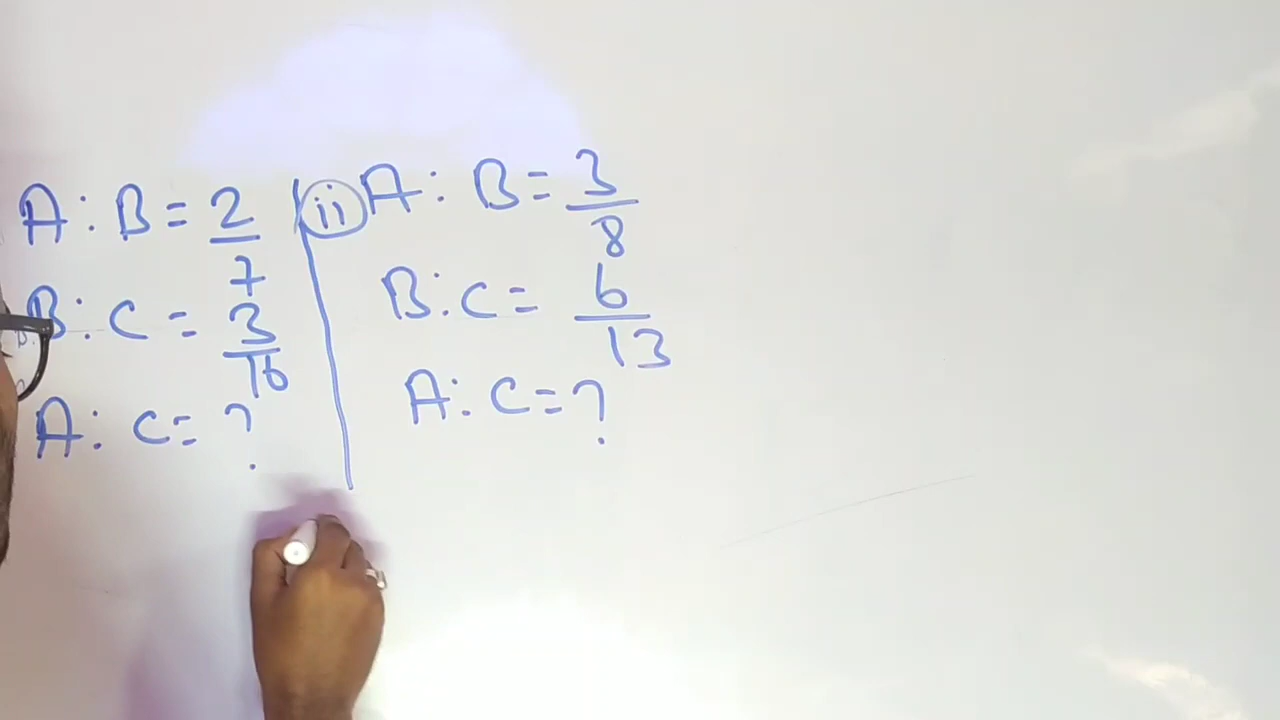 A : B = 2/7
B : C = 3/16
A : C = ?
(ii) A : B = 3/8
B : C = 6/13
A : C = ?